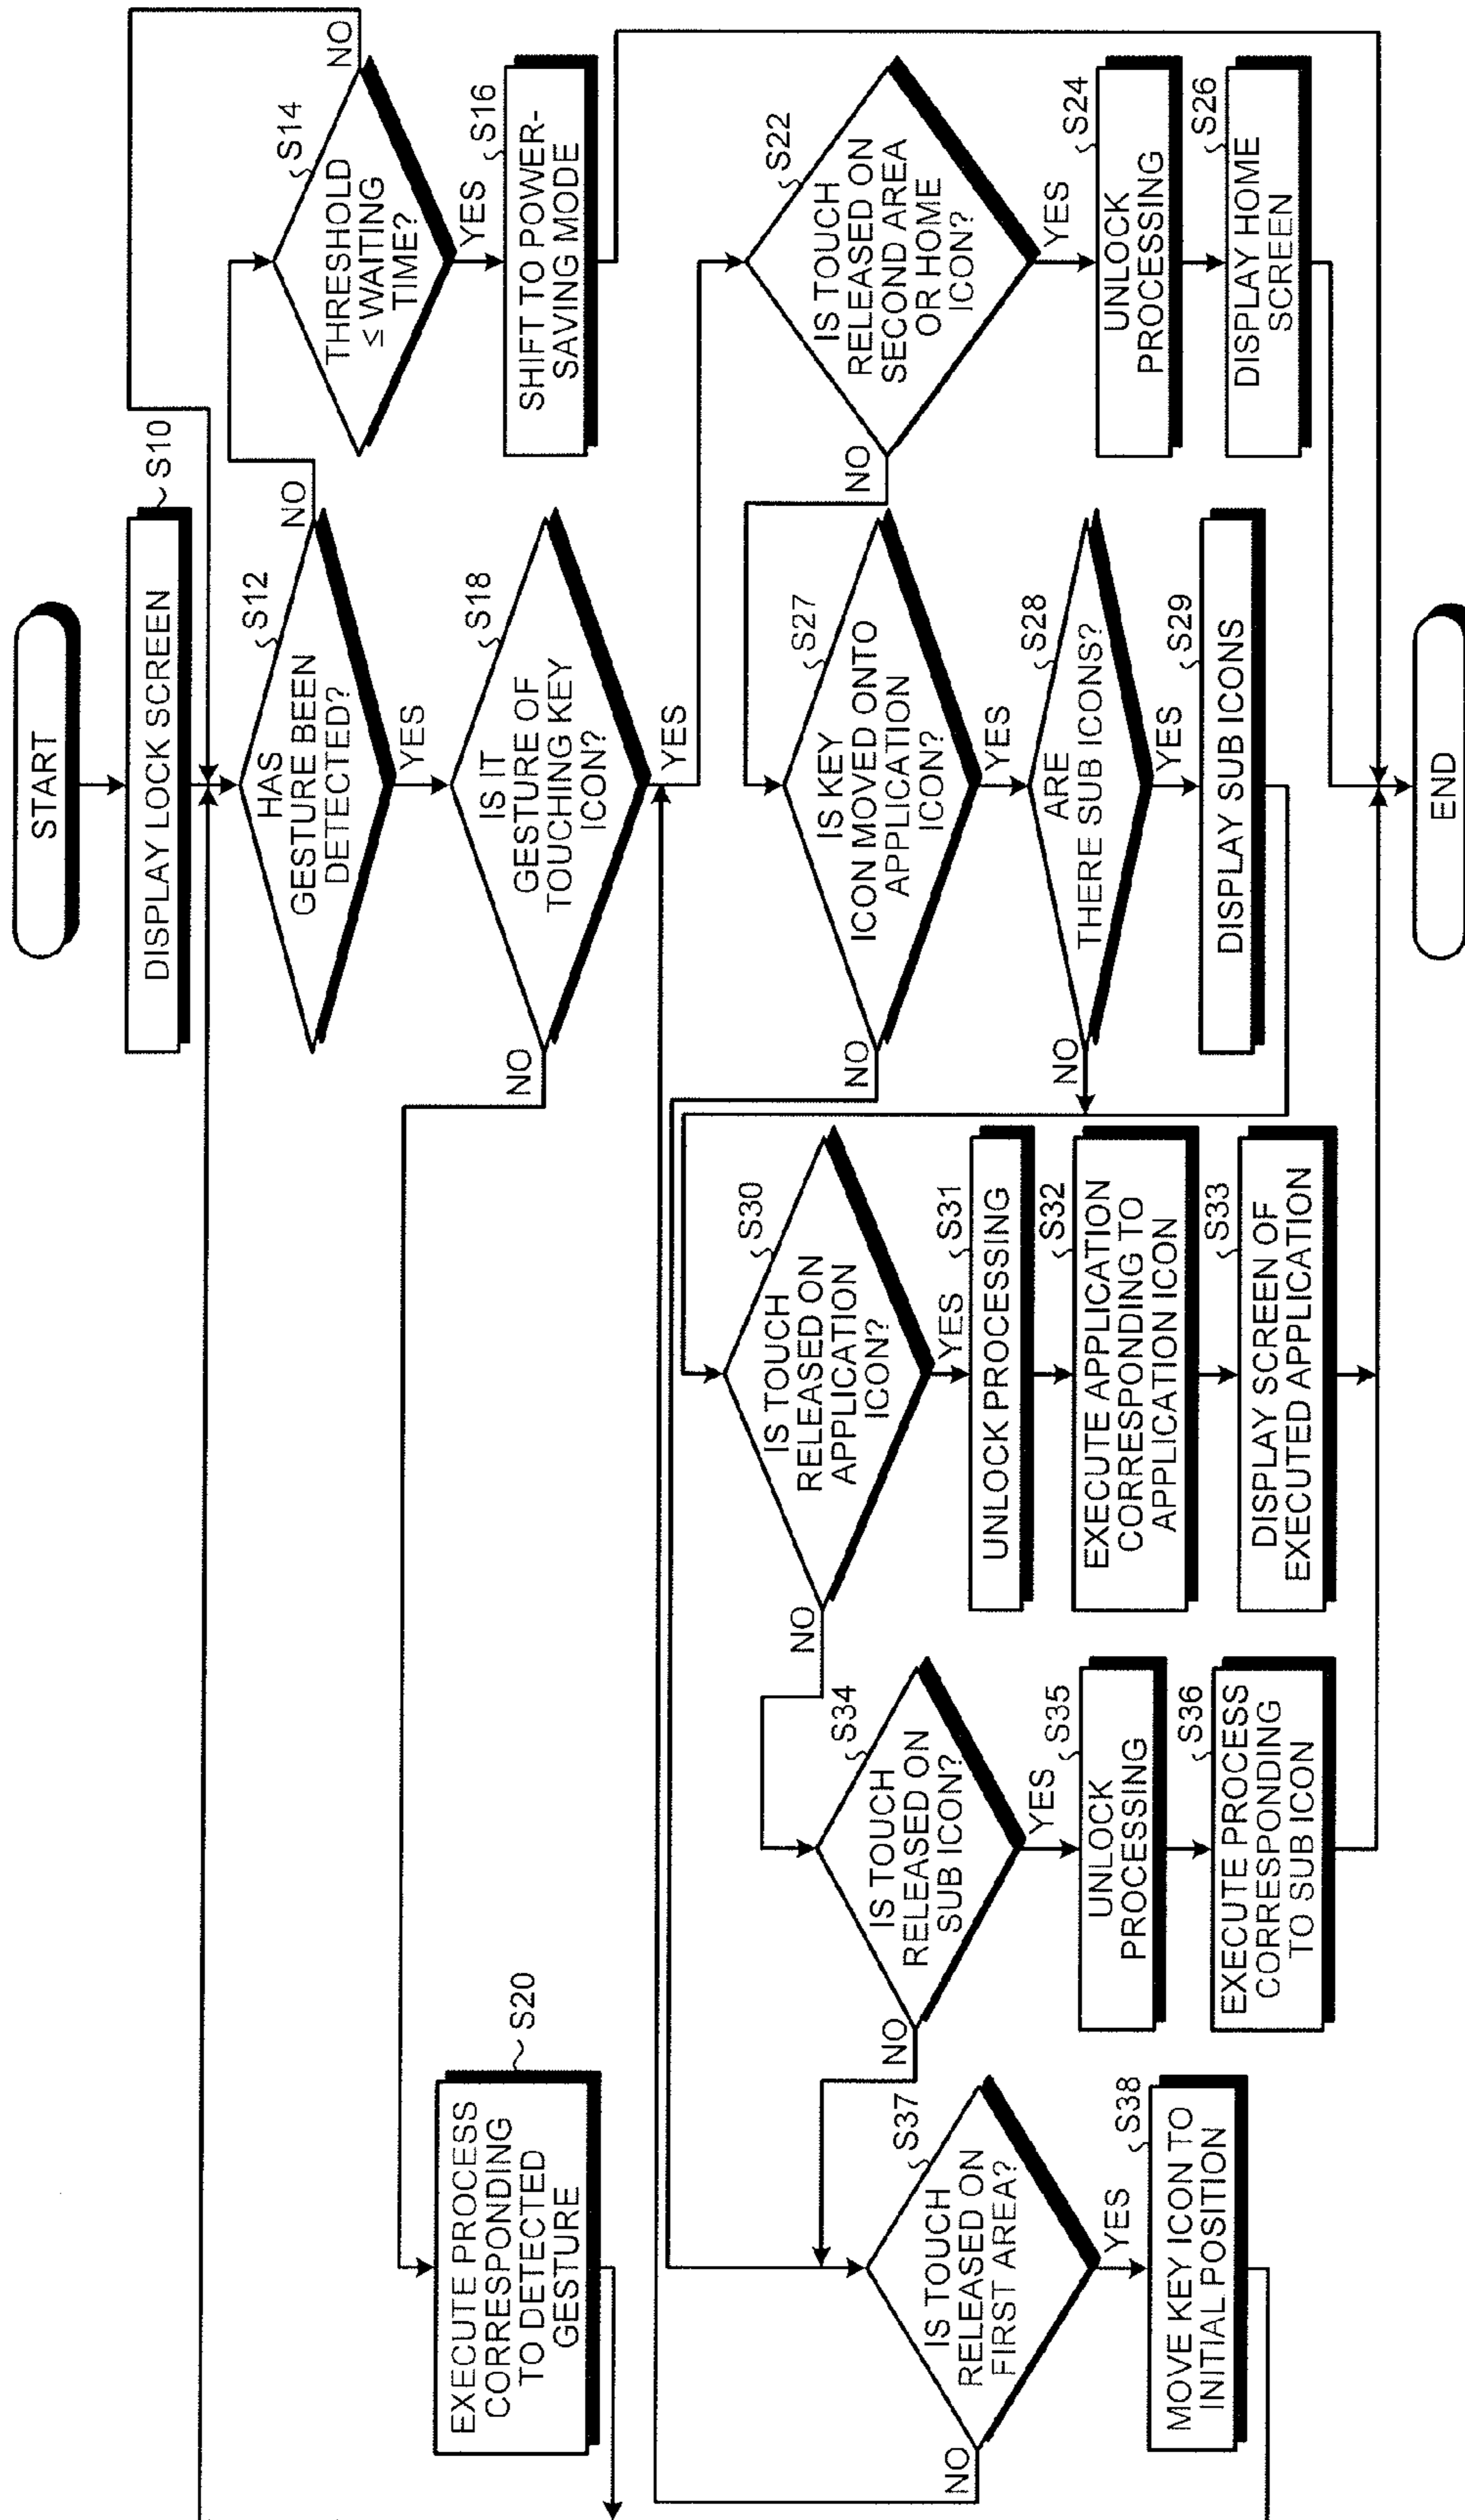 START
DISPLAY LOCK SCREEN
S10
HAS
GESTURE BEEN
DETECTED?
S12
NO
YES
THRESHOLD
≤ WAITING
TIME?
S14
NO
YES
SHIFT TO POWER-
SAVING MODE
S16
IS IT
GESTURE OF
TOUCHING KEY
ICON?
S18
NO
YES
EXECUTE PROCESS
CORRESPONDING
TO DETECTED
GESTURE
S20
IS TOUCH
RELEASED ON
SECOND AREA
OR HOME
ICON?
S22
NO
YES
UNLOCK
PROCESSING
S24
DISPLAY HOME
SCREEN
S26
IS KEY
ICON MOVED ONTO
APPLICATION
ICON?
S27
NO
YES
ARE
THERE SUB ICONS?
S28
NO
YES
DISPLAY SUB ICONS
S29
IS TOUCH
RELEASED ON
APPLICATION
ICON?
S30
NO
YES
UNLOCK PROCESSING
S31
EXECUTE APPLICATION
CORRESPONDING TO
APPLICATION ICON
S32
DISPLAY SCREEN OF
EXECUTED APPLICATION
S33
IS TOUCH
RELEASED ON
SUB ICON?
S34
NO
YES
UNLOCK
PROCESSING
S35
EXECUTE PROCESS
CORRESPONDING
TO SUB ICON
S36
IS TOUCH
RELEASED ON
FIRST AREA?
S37
NO
YES
MOVE KEY ICON TO
INITIAL POSITION
S38
END